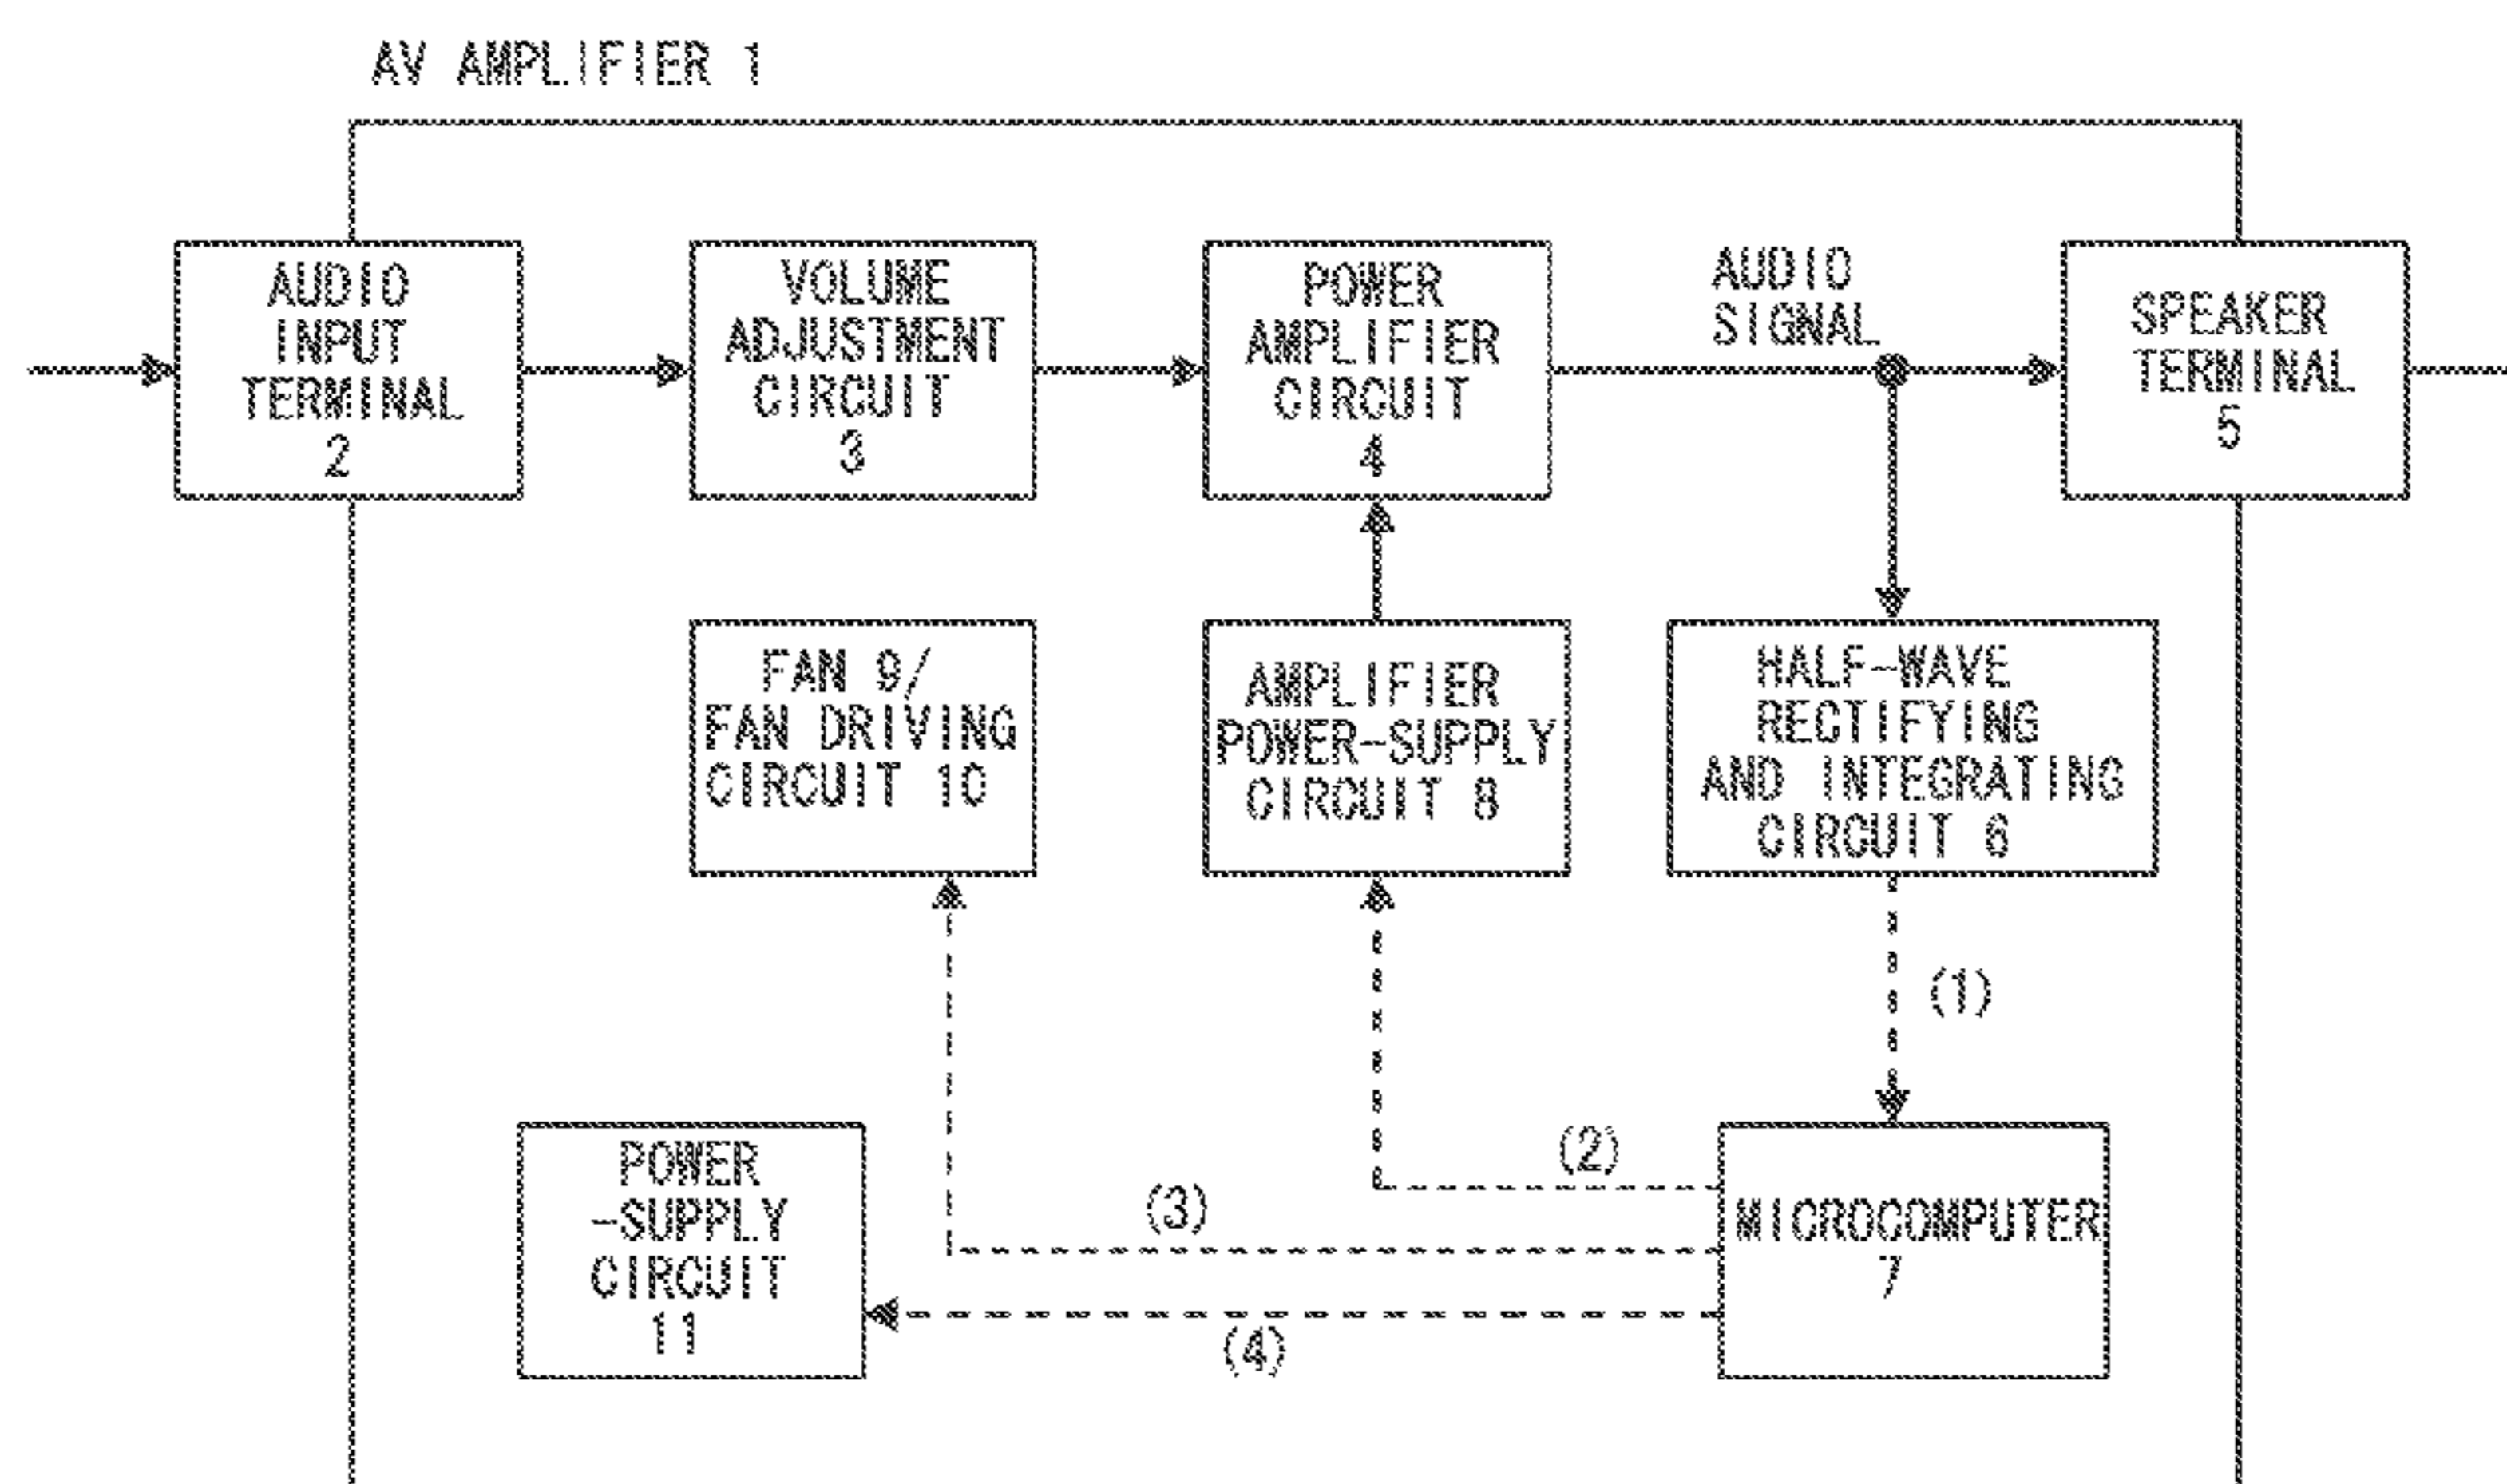 AV AMPLIFIER 1
AUDIO
INPUT
TERMINAL
2
VOLUME
ADJUSTMENT
CIRCUIT
3
POWER
AMPLIFIER
CIRCUIT
4
AUDIO
SIGNAL
SPEAKER
TERMINAL
5
FAN 9/
FAN DRIVING
CIRCUIT 10
AMPLIFIER
POWER-SUPPLY
CIRCUIT 8
HALF-WAVE
RECTIFYING
AND INTEGRATING
CIRCUIT 6
(1)
(2)
(3)
(4)
POWER
-SUPPLY
CIRCUIT
11
MICROCOMPUTER
7